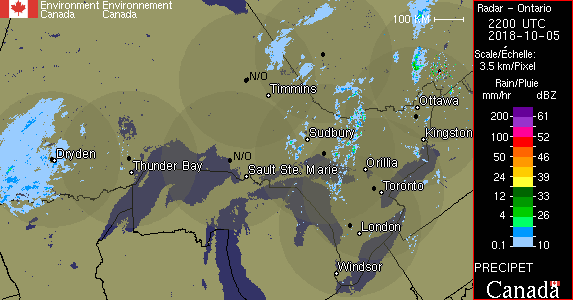 Environment Environnement
Canada Canada
100 KM
N/O
Timmins
Ottawa
Sudbury
Kingston
Dryden
N/O
Thunder Bay
Sault Ste. Marie
Orillia
Toronto
London
Windsor
Radar - Ontario
2200 UTC
2018-10-05
Scale/Échelle:
3.5 km/Pixel
Rain/Pluie
mm/hr dBZ
200 61
100 52
50 46
24 39
12 33
4 26
0.1 10
PRECIPET
Canada